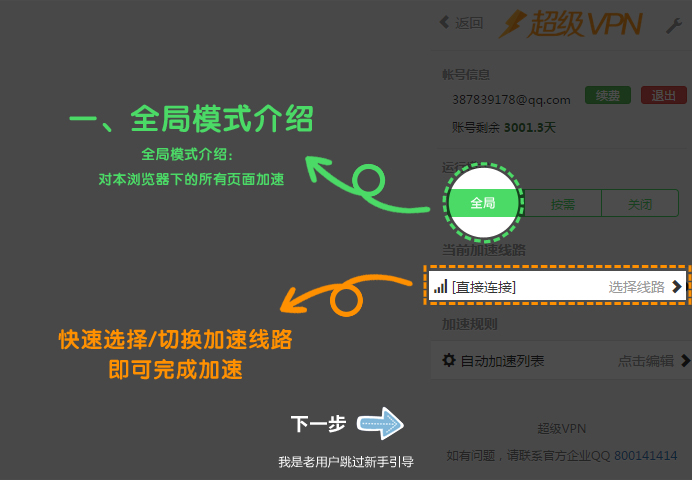 返回
超级VPN
帐号信息
387839178@qq.com
续费
退出
账号剩余 3001.3天
一、全局模式介绍
全局模式介绍：
对本浏览器下的所有页面加速
运行
全局
按需
关闭
当前加速线路
[直接连接]
选择线路
加速规则
快速选择/切换加速线路
即可完成加速
自动加速列表
点击编辑
下一步
我是老用户跳过新手引导
超级VPN
如有问题，请联系官方企业QQ 800141414